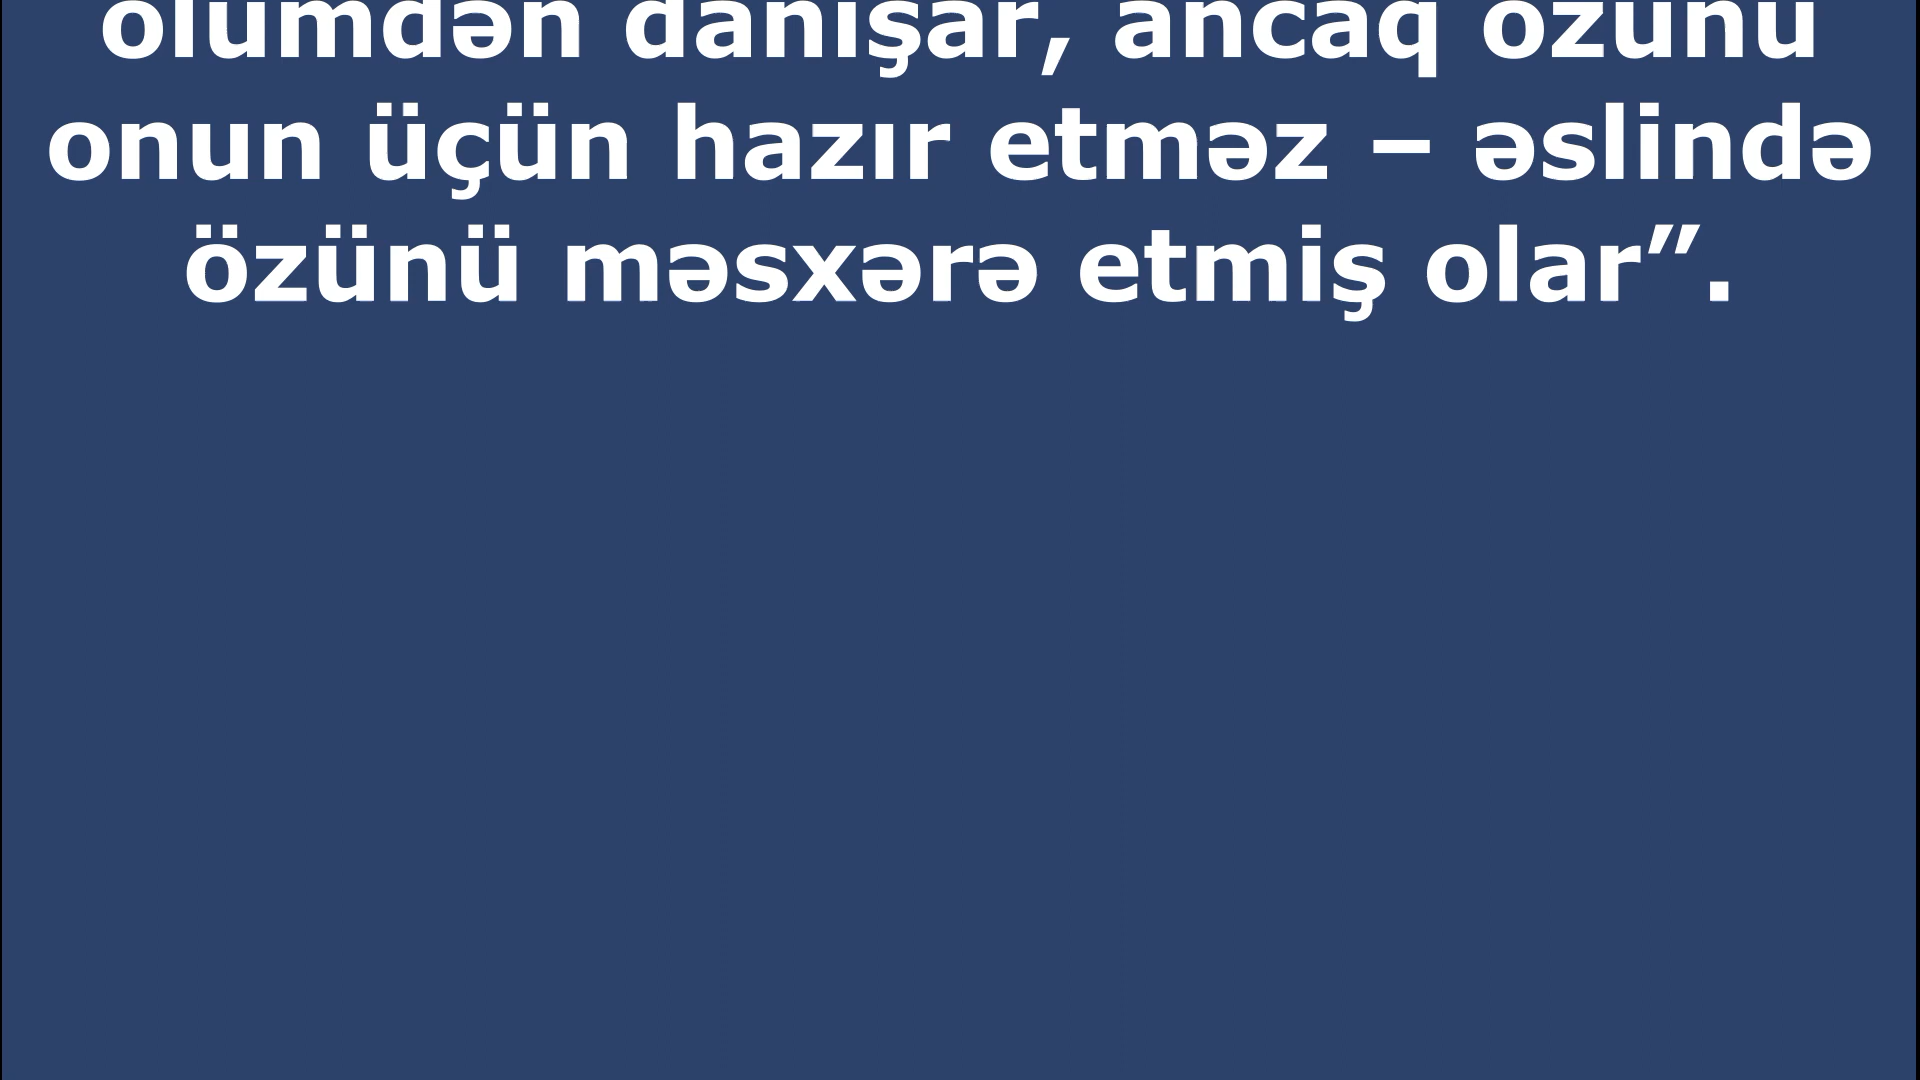 ölümdən danışar, ancaq özünü
onun üçün hazır etməz – əslində
özünü məsxərə etmiş olar”.